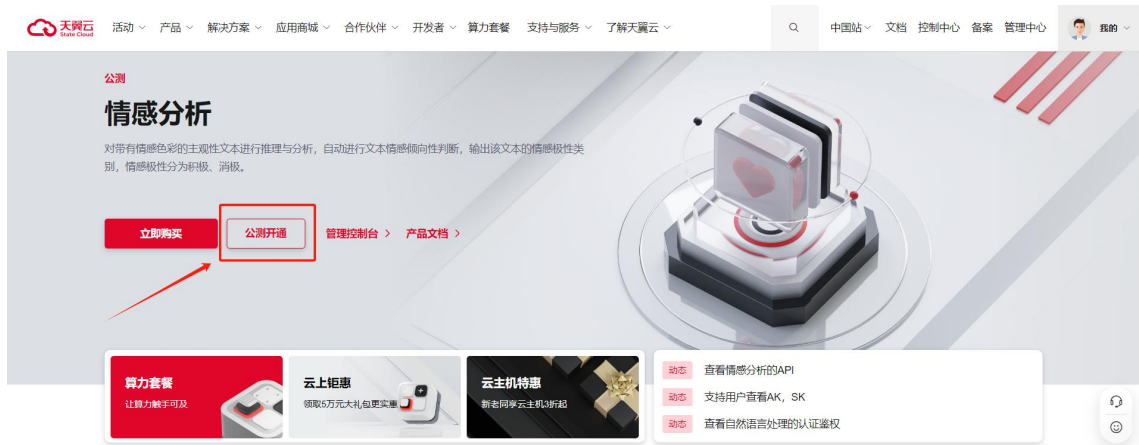 天翼云
State Cloud
活动 产品 解决方案 应用商城 合作伙伴 开发者 算力套餐 支持与服务 了解天翼云 中国站 文档 控制中心 备案 管理中心 我的
公测
情感分析
对带有情感色彩的主观性文本进行推理与分析，自动进行文本情感倾向性判断，输出该文本的情感极性类
别，情感极性分为积极、消极。
立即购买 公测开通 管理控制台 产品文档
算力套餐
让算力触手可及
云上钜惠
领取5万元大礼包更实惠
云主机特惠
新老同享云主机3折起
动态 查看情感分析的API
动态 支持用户查看AK，SK
动态 查看自然语言处理的认证鉴权